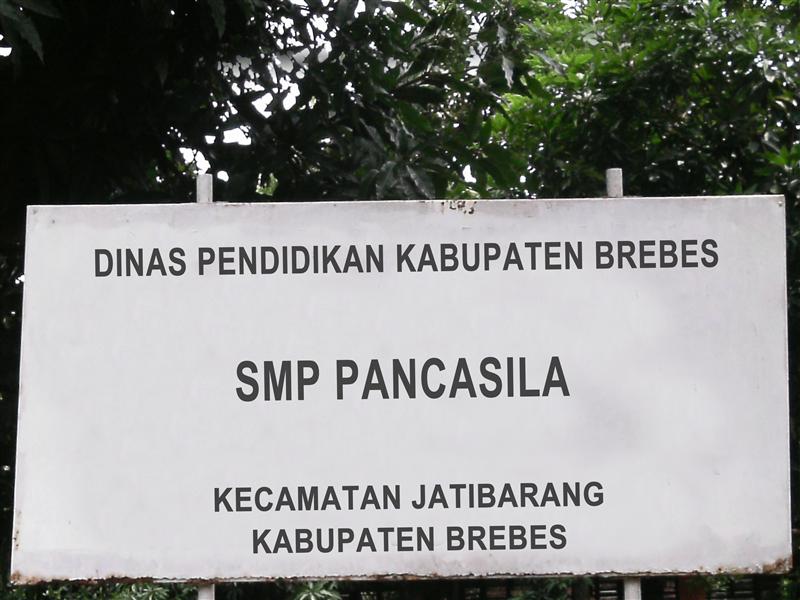 DINAS PENDIDIKAN KABUPATEN BREBES
SMP PANCASILA
KECAMATAN JATIBARANG
KABUPATEN BREBES